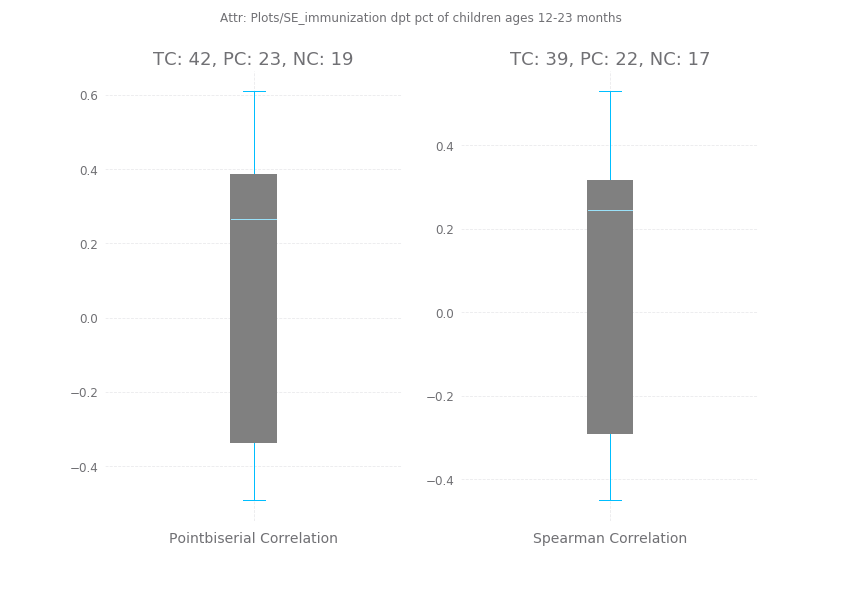 Attr: Plots/SE_immunization dpt pct of children ages 12-23 months
TC: 42, PC: 23, NC: 19
0.6
0.4
0.2
0.0
−0.2
−0.4
Pointbiserial Correlation
TC: 39, PC: 22, NC: 17
0.4
0.2
0.0
−0.2
−0.4
Spearman Correlation